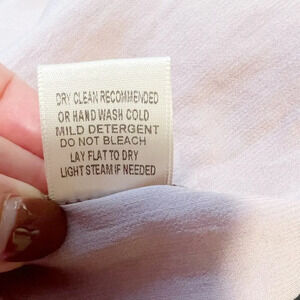 DRY CLEAN RECOMMENDED
OR HAND WASH COLD
MILD DETERGENT
DO NOT BLEACH
LAY FLAT TO DRY
LIGHT STEAM IF NEEDED